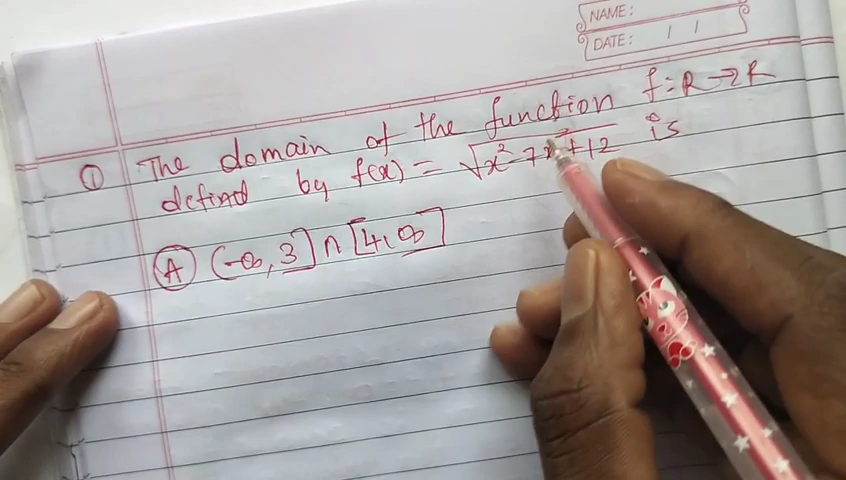 NAME:
DATE: / /
① The domain of the function f: R → R
defined by f(x) = √x² - 7x + 12 is
Ⓐ (-∞, 3] ∩ [4, ∞]